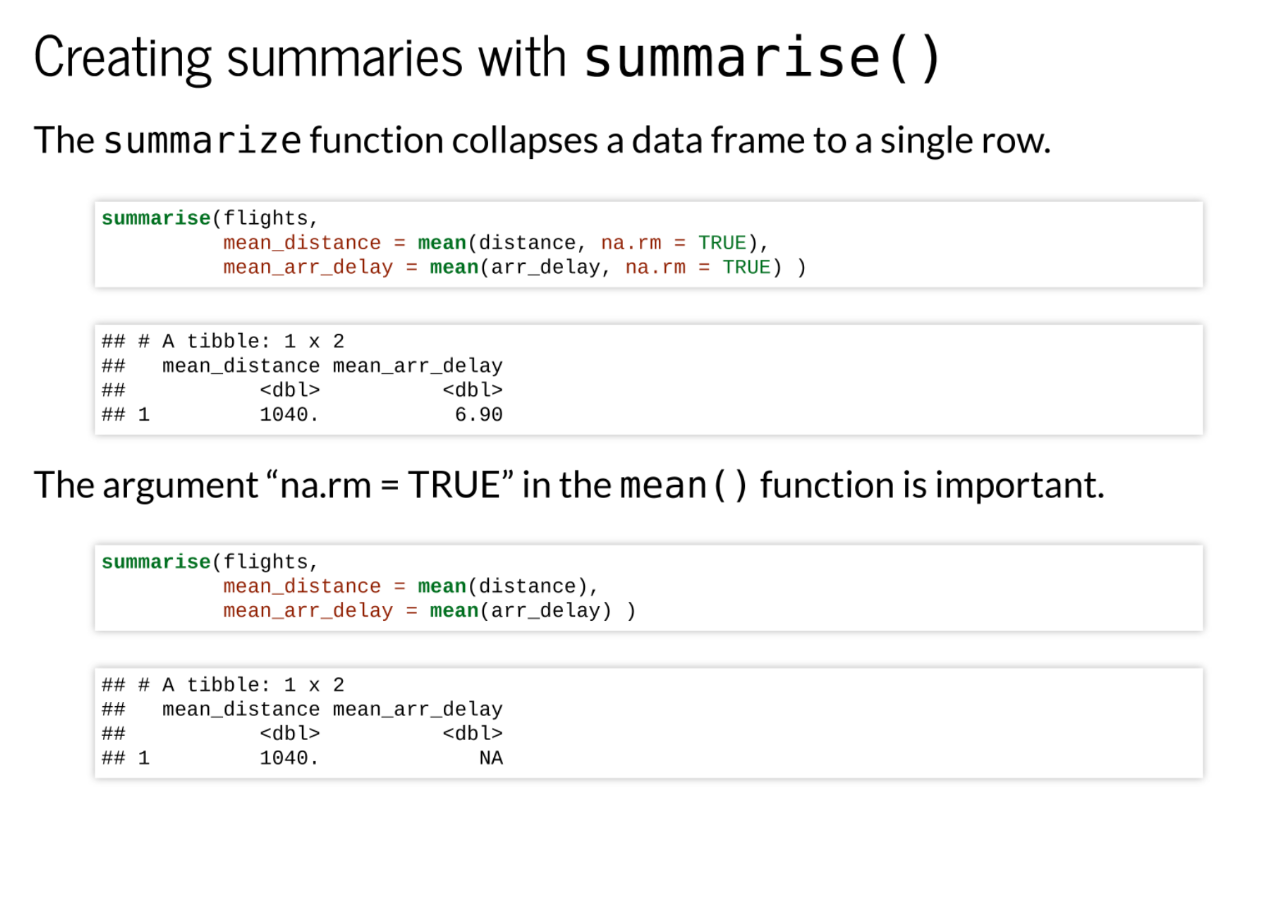 Creating summaries with summarise()
The summarize function collapses a data frame to a single row.
summarise(flights,
          mean_distance = mean(distance, na.rm = TRUE),
          mean_arr_delay = mean(arr_delay, na.rm = TRUE) )
## # A tibble: 1 x 2
##   mean_distance mean_arr_delay
##           <dbl>          <dbl>
## 1         1040.           6.90
The argument “na.rm = TRUE” in the mean() function is important.
summarise(flights,
          mean_distance = mean(distance),
          mean_arr_delay = mean(arr_delay) )
## # A tibble: 1 x 2
##   mean_distance mean_arr_delay
##           <dbl>          <dbl>
## 1         1040.             NA